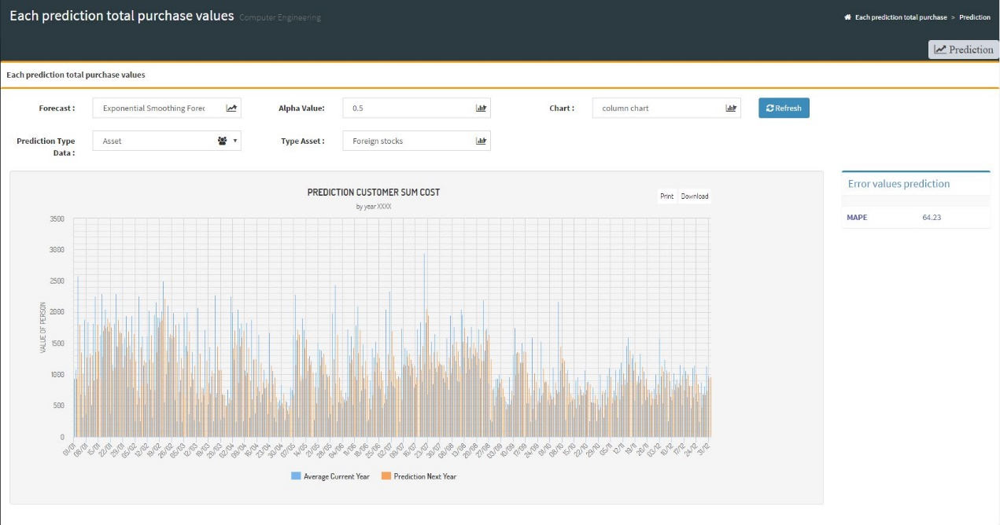 Each prediction total purchase values Computer Engineering
Each prediction total purchase > Prediction
Prediction
Each prediction total purchase values
Forecast : Exponential Smoothing Forec Alpha Value: 0.5 Chart : column chart Refresh
Prediction Type Data : Asset Type Asset : Foreign stocks
PREDICTION CUSTOMER SUM COST
by year XXXX
Print Download
Error values prediction
MAPE 64.23
VALUE OF PERSON
3500
3000
2500
2000
1500
1000
500
0
01/01 08/01 15/01 22/01 29/01 05/02 12/02 19/02 26/02 05/03 12/03 19/03 26/03 02/04 09/04 16/04 23/04 30/04 07/05 14/05 21/05 28/05 04/06 11/06 18/06 25/06 02/07 09/07 16/07 23/07 30/07 06/08 13/08 20/08 27/08 03/09 10/09 17/09 24/09 01/10 08/10 15/10 22/10 29/10 05/11 12/11 19/11 26/11 03/12 10/12 17/12 24/12 31/12
Average Current Year Prediction Next Year